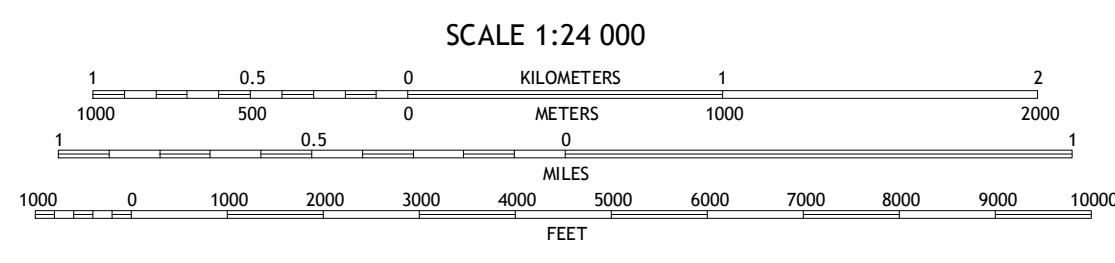 SCALE 1:24 000
1 0.5 0 KILOMETERS 1 2
1000 500 0 METERS 1000 2000
1 0.5 0 1
MILES
1000 0 1000 2000 3000 4000 5000 6000 7000 8000 9000 10000
FEET